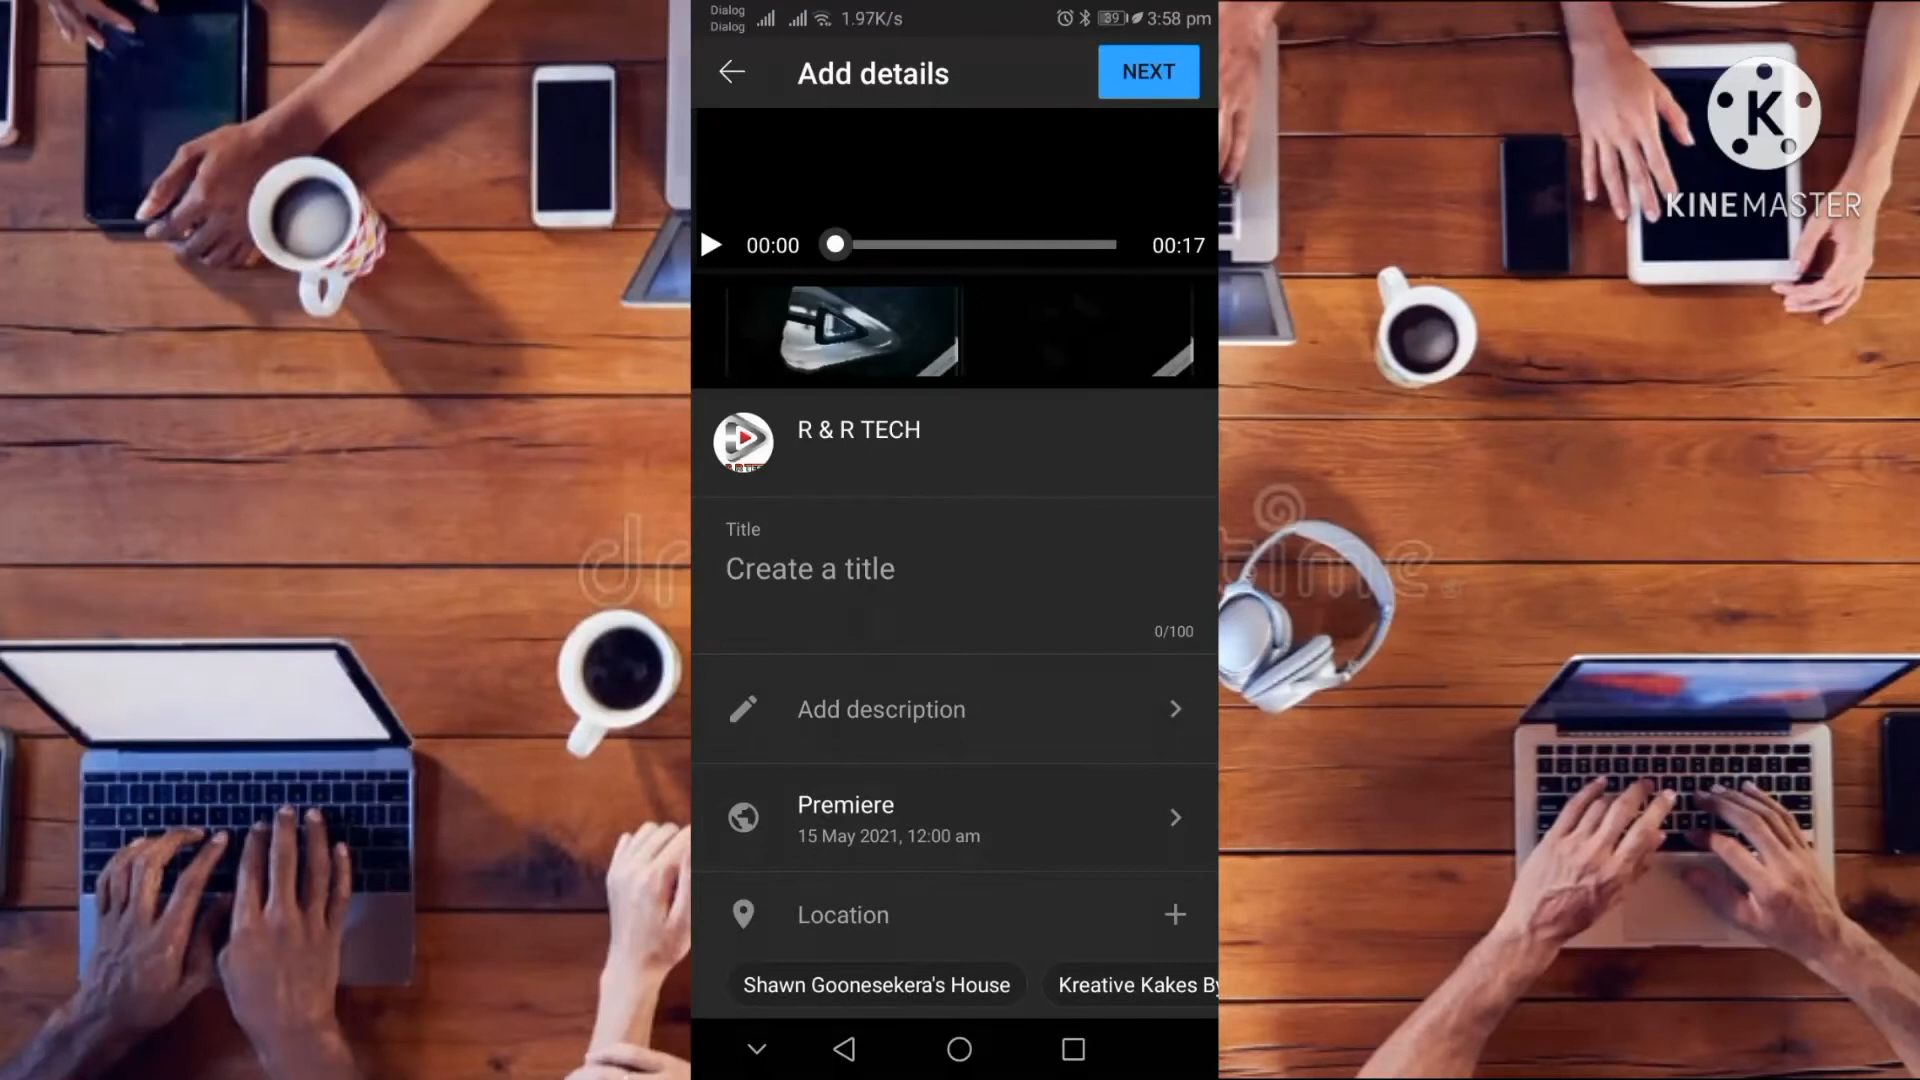 Dialog
Dialog
1.97K/s
39
3:58 pm
Add details
NEXT
K
KINEMASTER
00:00
00:17
R & R TECH
Title
Create a title
0/100
Add description
Premiere
15 May 2021, 12:00 am
Location
Shawn Goonesekera's House
Kreative Kakes By